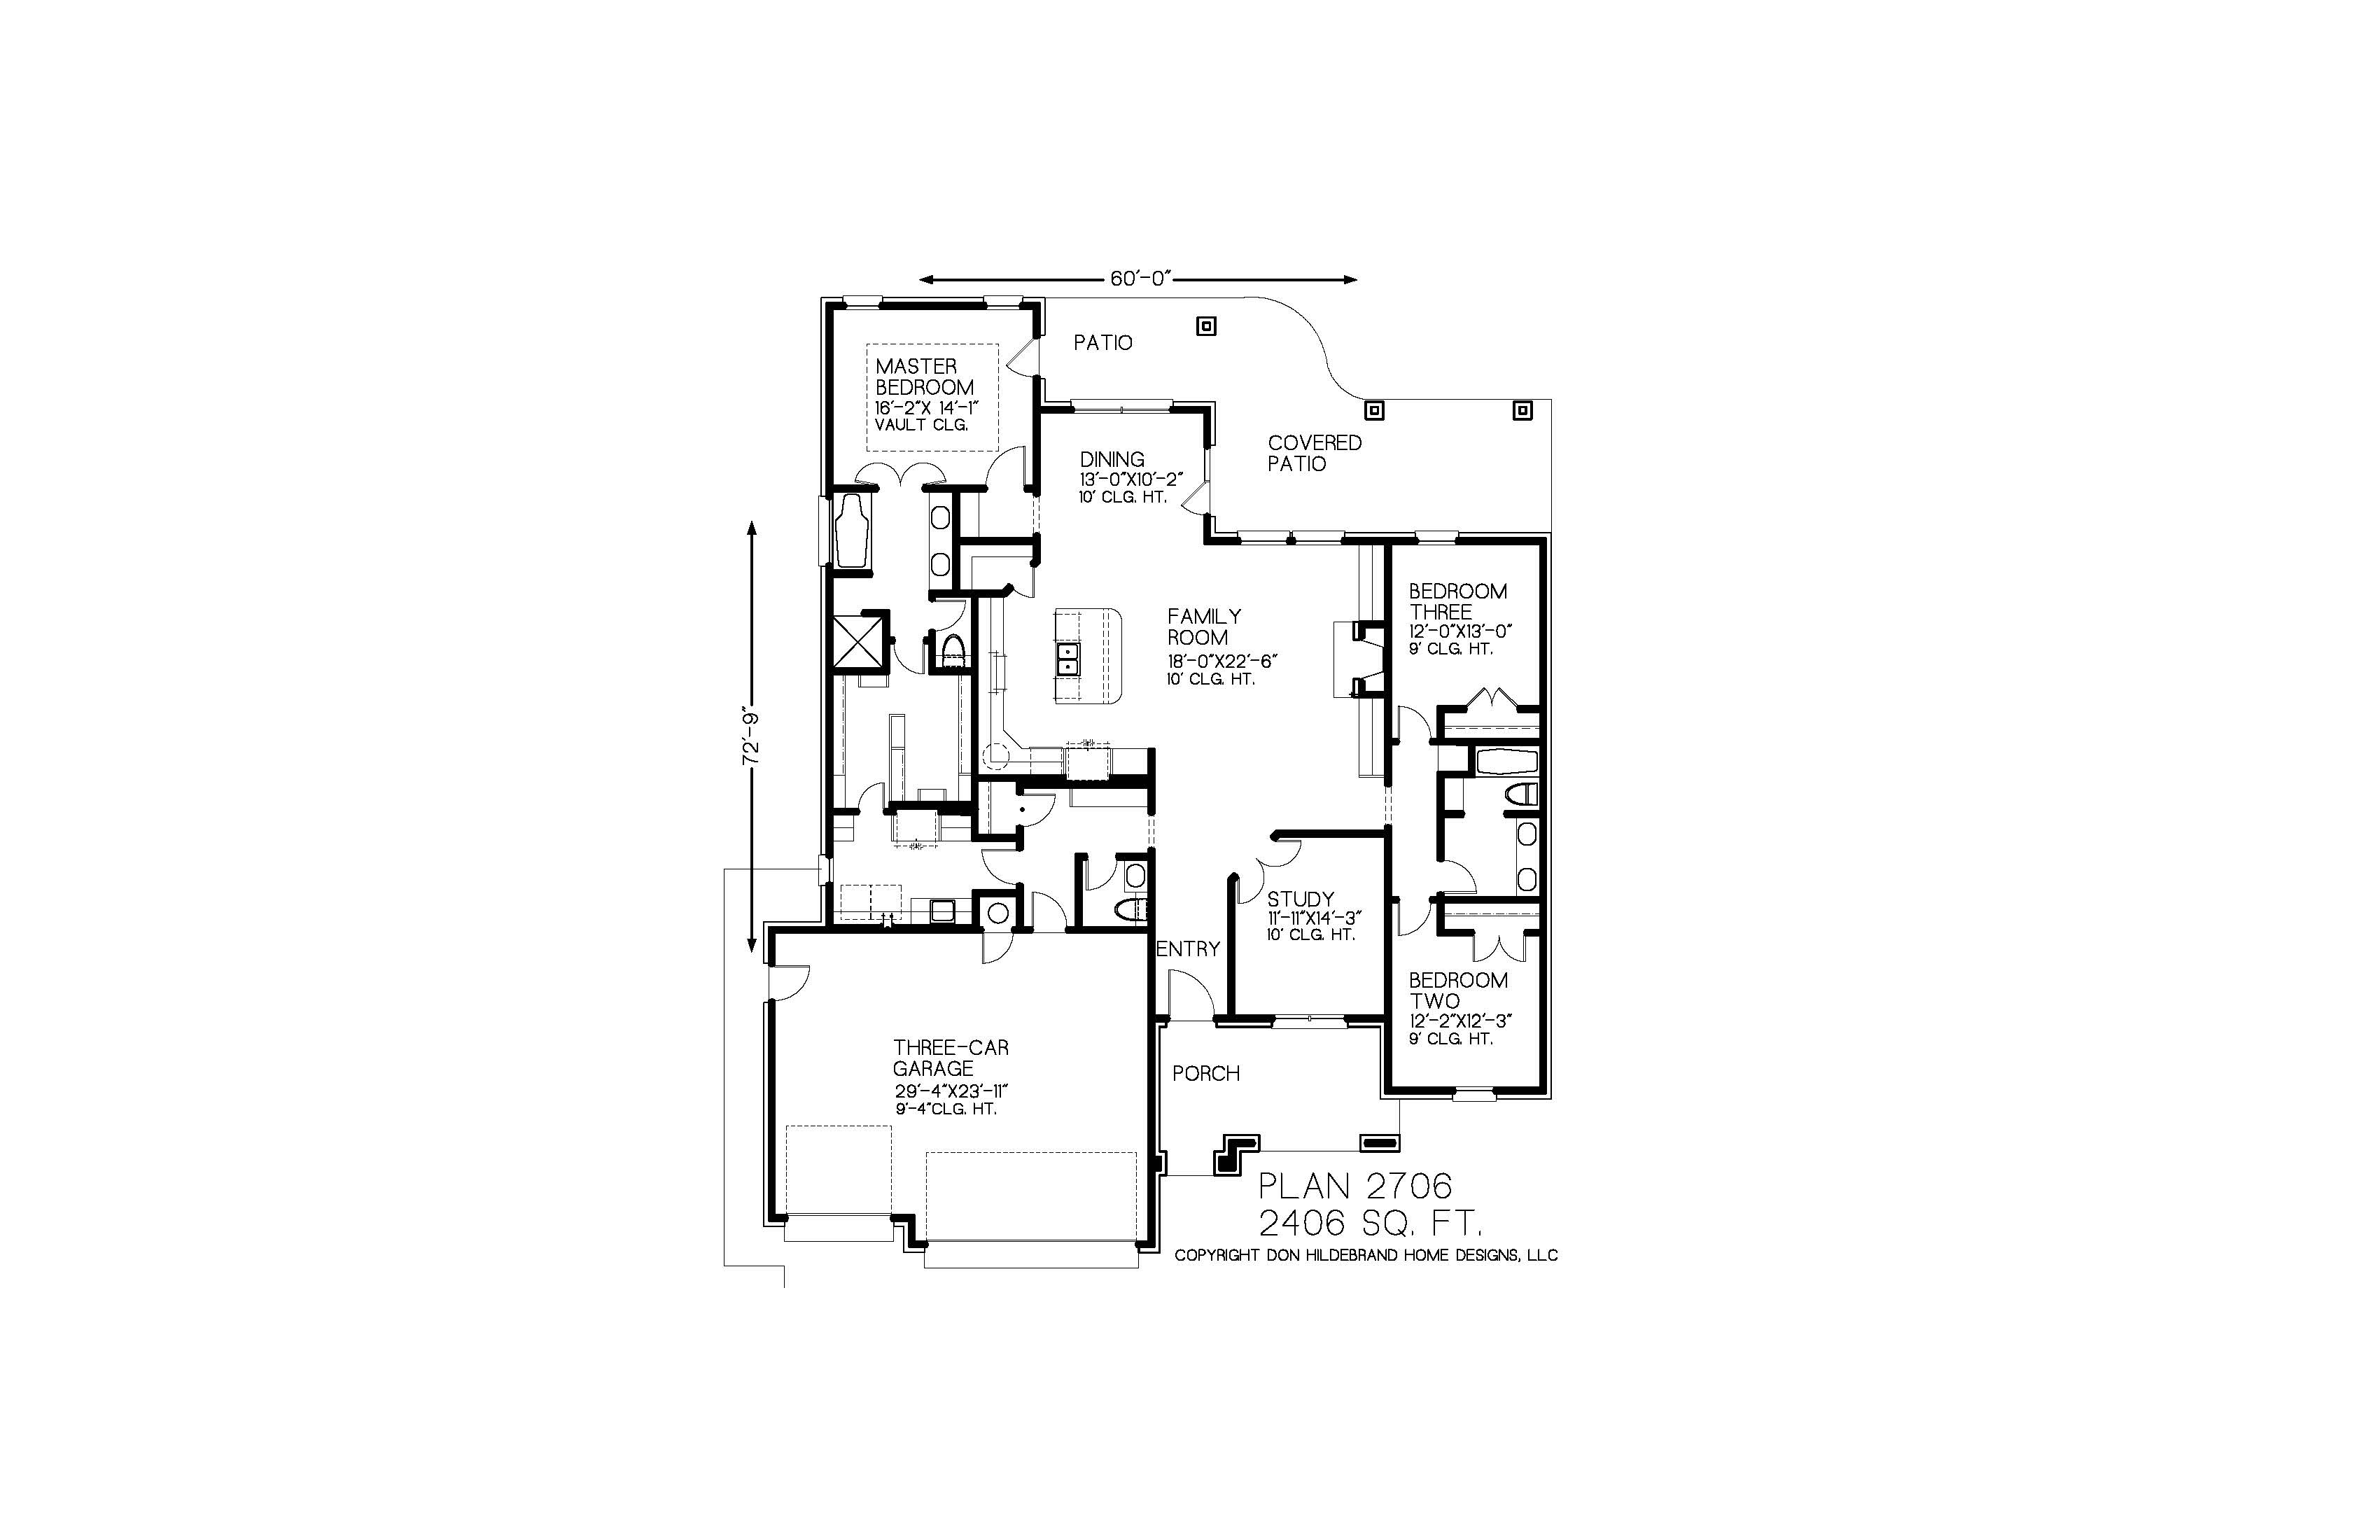 60'-0"
PATIO
MASTER
BEDROOM
16'-2"X 14'-1"
VAULT CLG.
COVERED
PATIO
DINING
13'-0"X10'-2"
10' CLG. HT.
BEDROOM
THREE
12'-0"X13'-0"
9' CLG. HT.
FAMILY
ROOM
18'-0"X22'-6"
10' CLG. HT.
72'-9"
STUDY
11'-11"X14'-3"
10' CLG. HT.
ENTRY
BEDROOM
TWO
12'-2"X12'-3"
9' CLG. HT.
THREE-CAR
GARAGE
29'-4"X23'-11"
9'-4"CLG. HT.
PORCH
PLAN 2706
2406 SQ. FT.
COPYRIGHT DON HILDEBRAND HOME DESIGNS, LLC